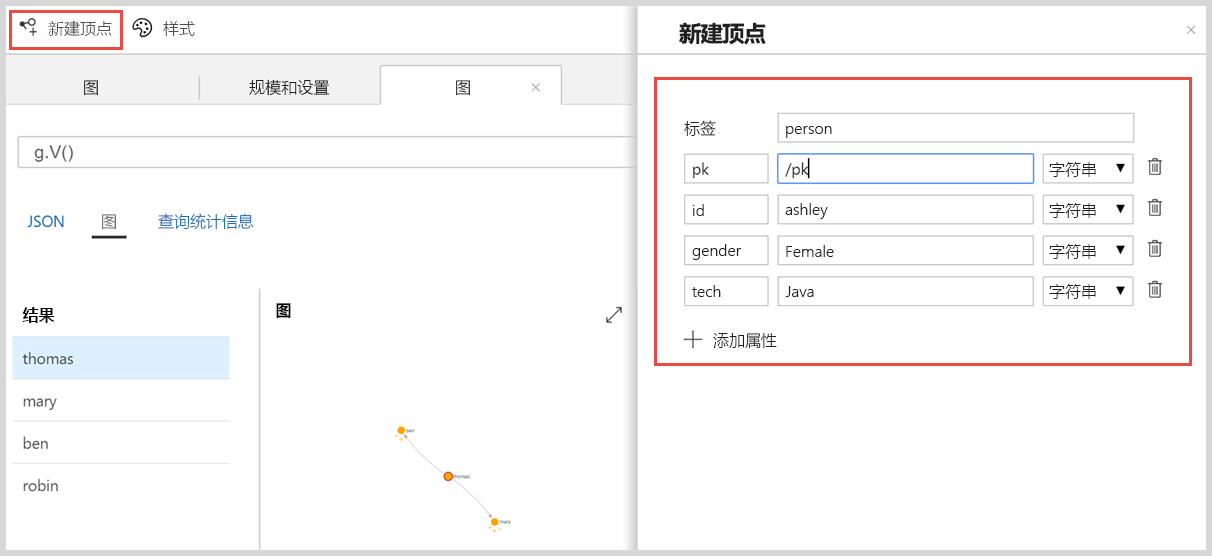 新建顶点 样式
图 规模和设置 图
g.V()
JSON 图 查询统计信息
结果
thomas
mary
ben
robin
图
ben
thomas
mary
新建顶点
标签 person
pk /pk 字符串
id ashley 字符串
gender Female 字符串
tech Java 字符串
添加属性